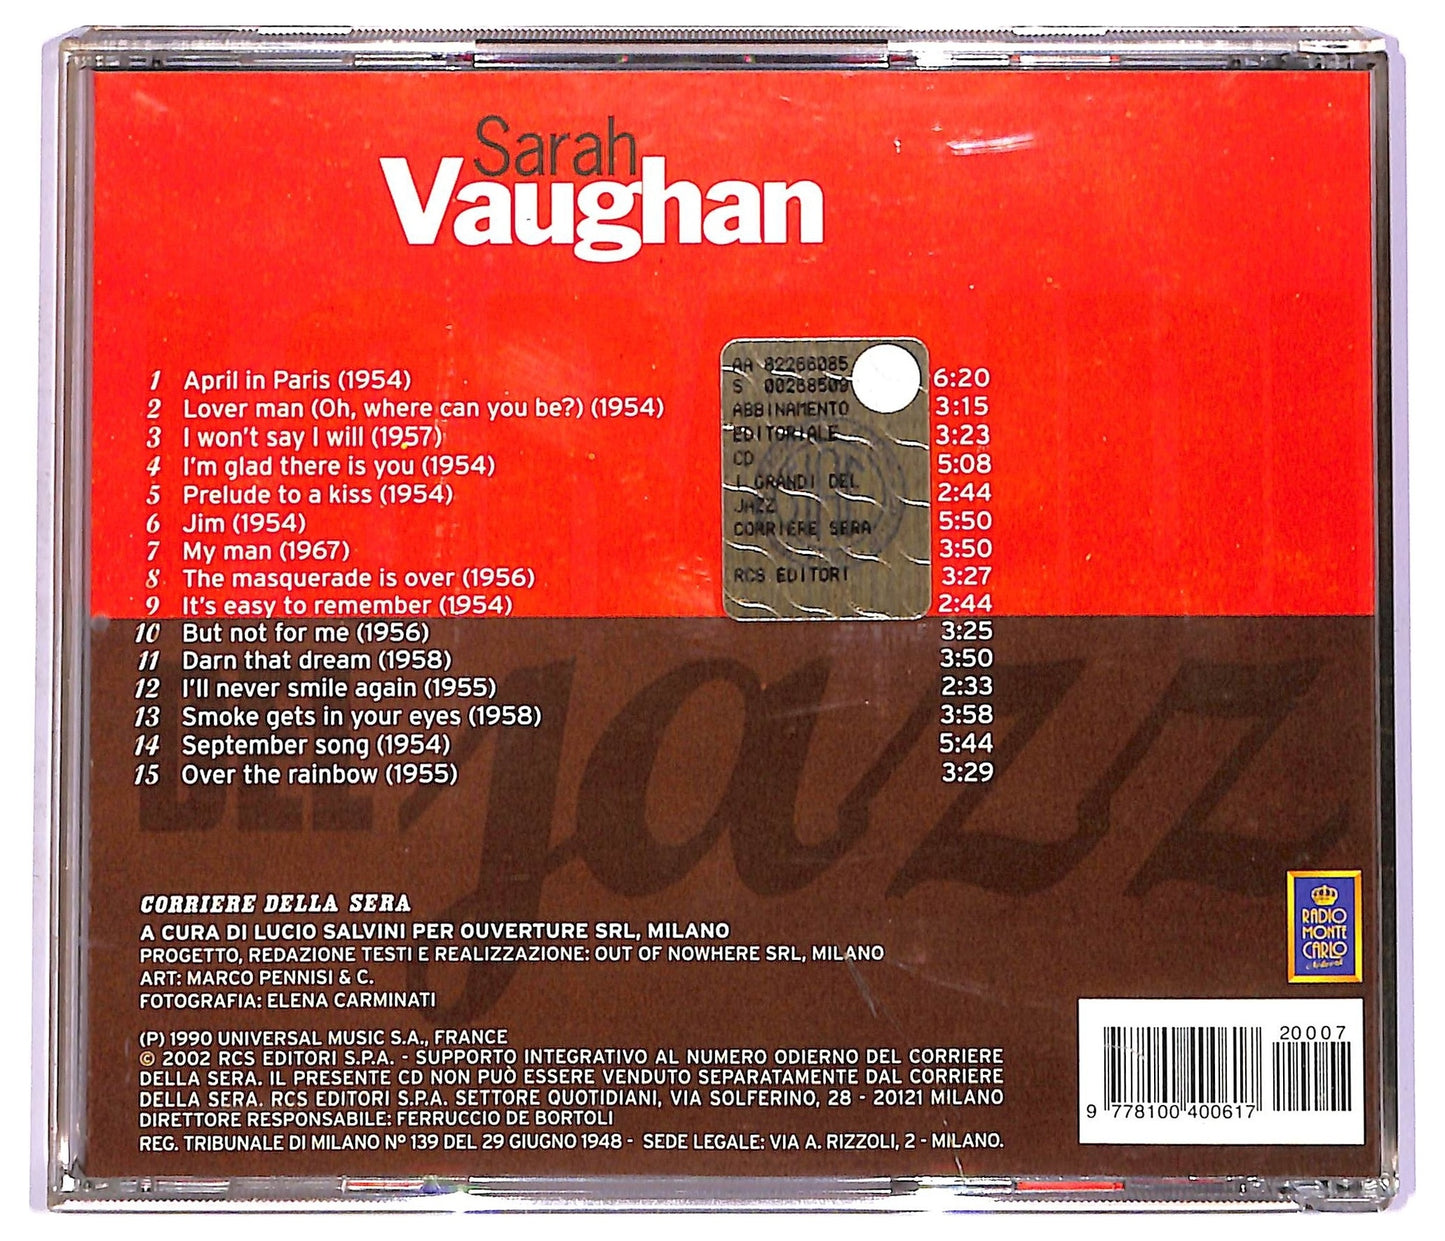 Sarah
Vaughan
1 April in Paris (1954) 6:20
2 Lover man (Oh, where can you be?) (1954) 3:15
3 I won't say I will (1957) 3:23
4 I'm glad there is you (1954) 5:08
5 Prelude to a kiss (1954) 2:44
6 Jim (1954) 5:50
7 My man (1967) 3:50
8 The masquerade is over (1956) 3:27
9 It's easy to remember (1954) 2:44
10 But not for me (1956) 3:25
11 Darn that dream (1958) 3:50
12 I'll never smile again (1955) 2:33
13 Smoke gets in your eyes (1958) 3:58
14 September song (1954) 5:44
15 Over the rainbow (1955) 3:29
AA 82266085
S 00268509
ABBINAMENTO
EDITORIALE
CD
I GRANDI DEL
JAZZ
CORRIERE SERA
RCS EDITORI
DEL jazz
CORRIERE DELLA SERA
A CURA DI LUCIO SALVINI PER OUVERTURE SRL, MILANO
PROGETTO, REDAZIONE TESTI E REALIZZAZIONE: OUT OF NOWHERE SRL, MILANO
ART: MARCO PENNISI & C.
FOTOGRAFIA: ELENA CARMINATI
(P) 1990 UNIVERSAL MUSIC S.A., FRANCE
© 2002 RCS EDITORI S.P.A. - SUPPORTO INTEGRATIVO AL NUMERO ODIERNO DEL CORRIERE
DELLA SERA. IL PRESENTE CD NON PUÒ ESSERE VENDUTO SEPARATAMENTE DAL CORRIERE
DELLA SERA. RCS EDITORI S.P.A. SETTORE QUOTIDIANI, VIA SOLFERINO, 28 - 20121 MILANO
DIRETTORE RESPONSABILE: FERRUCCIO DE BORTOLI
REG. TRIBUNALE DI MILANO Nº 139 DEL 29 GIUGNO 1948 - SEDE LEGALE: VIA A. RIZZOLI, 2 - MILANO.
RADIO
MONTE
CARLO
20007
9 778100 400617